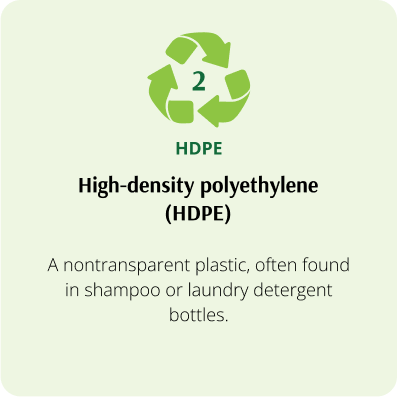 2
HDPE
High-density polyethylene
(HDPE)
A nontransparent plastic, often found
in shampoo or laundry detergent
bottles.